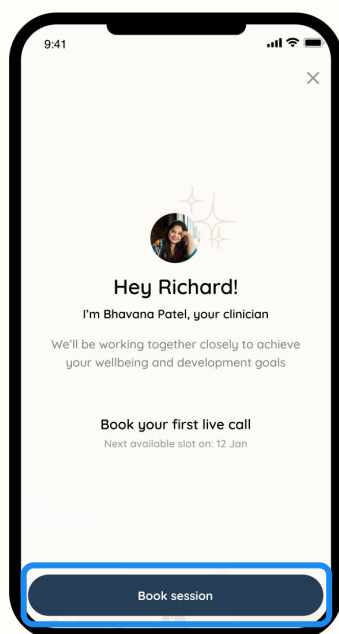 9:41
Hey Richard!
I'm Bhavana Patel, your clinician
We'll be working together closely to achieve
your wellbeing and development goals
Book your first live call
Next available slot on: 12 Jan
Book session